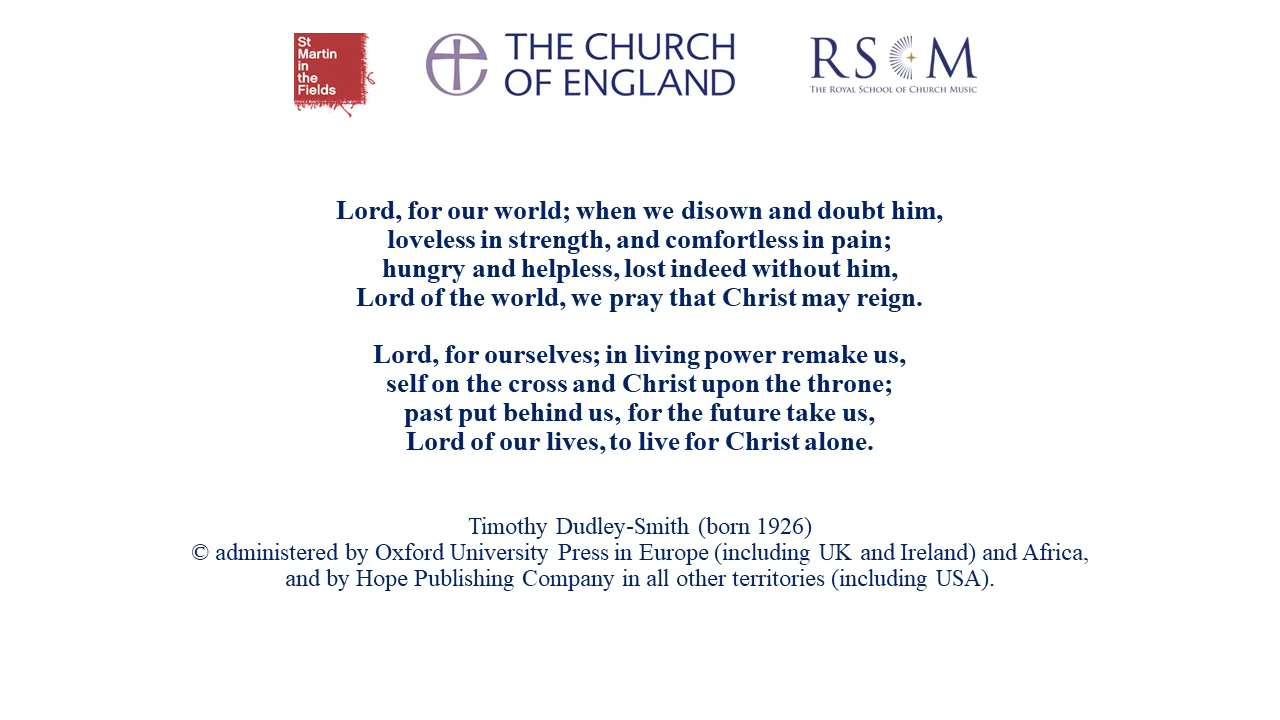 St
Martin
in
the
Fields
THE CHURCH
OF ENGLAND
RSCM
THE ROYAL SCHOOL OF CHURCH MUSIC
Lord, for our world; when we disown and doubt him,
loveless in strength, and comfortless in pain;
hungry and helpless, lost indeed without him,
Lord of the world, we pray that Christ may reign.
Lord, for ourselves; in living power remake us,
self on the cross and Christ upon the throne;
past put behind us, for the future take us,
Lord of our lives, to live for Christ alone.
Timothy Dudley-Smith (born 1926)
© administered by Oxford University Press in Europe (including UK and Ireland) and Africa,
and by Hope Publishing Company in all other territories (including USA).